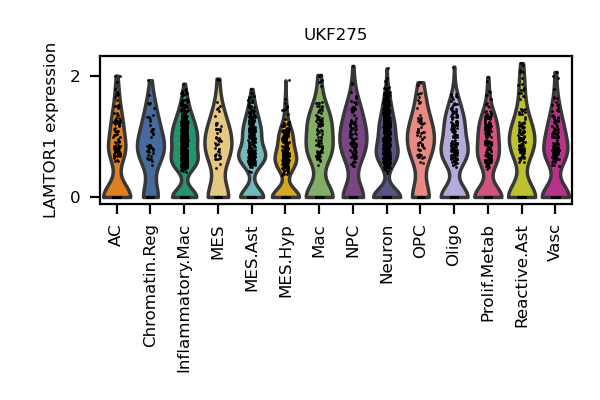 UKF275
LAMTOR1 expression
2
0
AC
Chromatin.Reg
Inflammatory.Mac
MES
MES.Ast
MES.Hyp
Mac
NPC
Neuron
OPC
Oligo
Prolif.Metab
Reactive.Ast
Vasc